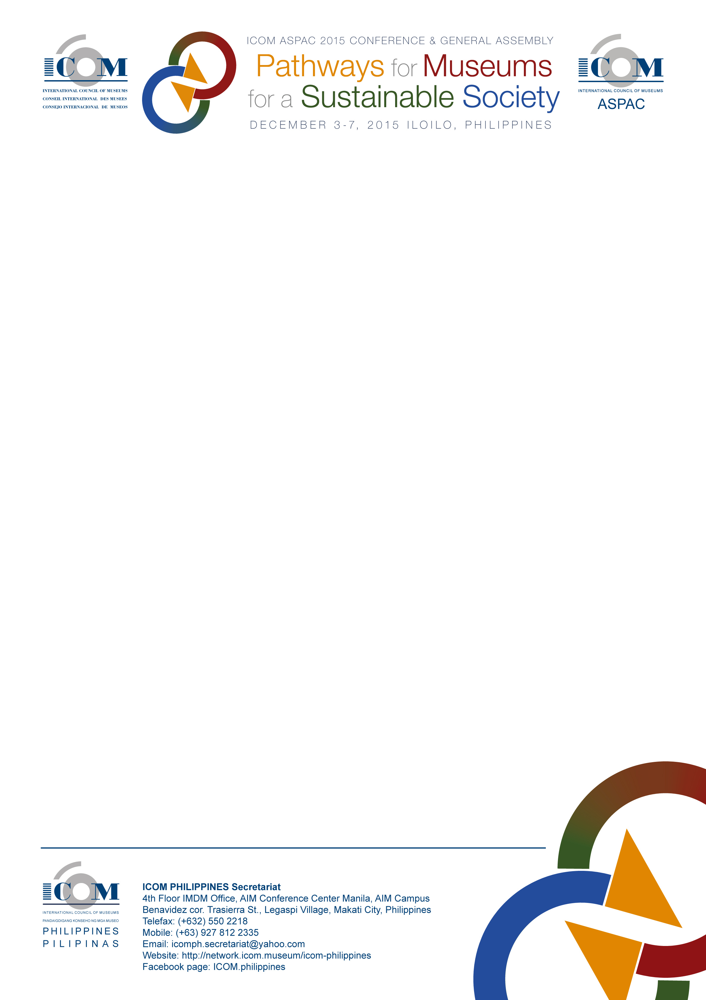 ICOM
INTERNATIONAL COUNCIL OF MUSEUMS
CONSEIL INTERNATIONAL DES MUSEES
CONSEJO INTERNACIONAL DE MUSEOS
ICOM ASPAC 2015 CONFERENCE & GENERAL ASSEMBLY
Pathways for Museums
for a Sustainable Society
DECEMBER 3-7, 2015 ILOILO, PHILIPPINES
ICOM
INTERNATIONAL COUNCIL OF MUSEUMS
ASPAC
ICOM
INTERNATIONAL COUNCIL OF MUSEUMS
PANDAIGDIGANG KONSEHO NG MGA MUSEO
PHILIPPINES
PILIPINAS
ICOM PHILIPPINES Secretariat
4th Floor IMDM Office, AIM Conference Center Manila, AIM Campus
Benavidez cor. Trasierra St., Legaspi Village, Makati City, Philippines
Telefax: (+632) 550 2218
Mobile: (+63) 927 812 2335
Email: icomph.secretariat@yahoo.com
Website: http://network.icom.museum/icom-philippines
Facebook page: ICOM.philippines